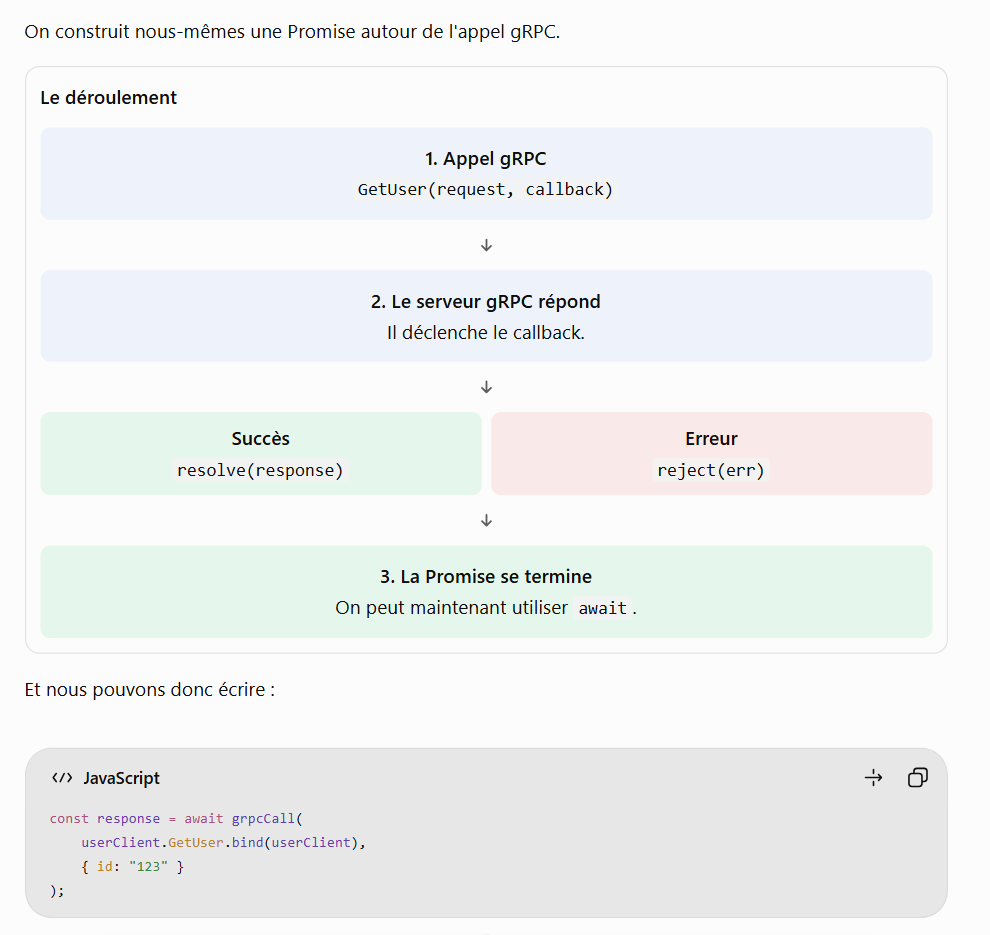 On construit nous-mêmes une Promise autour de l'appel gRPC.
Le déroulement
1. Appel gRPC
GetUser(request, callback)
↓
2. Le serveur gRPC répond
Il déclenche le callback.
↓
Succès
resolve(response)
Erreur
reject(err)
↓
3. La Promise se termine
On peut maintenant utiliser await.
Et nous pouvons donc écrire :
</> JavaScript
const response = await grpcCall(
    userClient.GetUser.bind(userClient),
    { id: "123" }
);